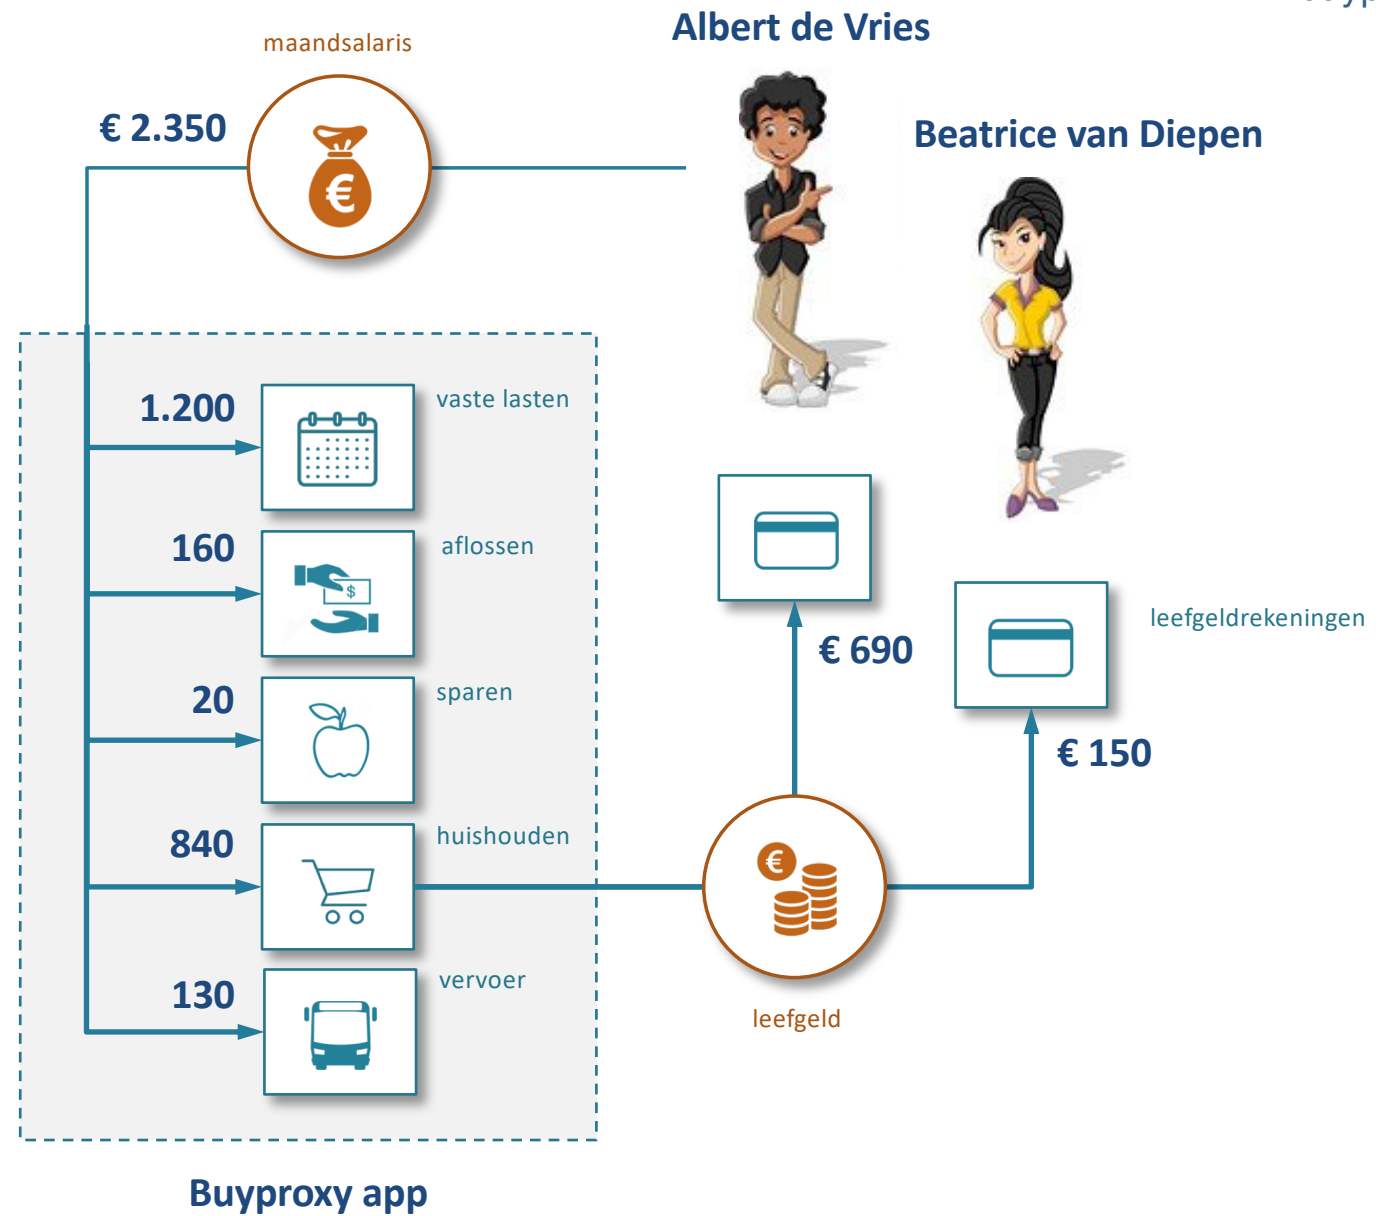 Albert de Vries
maandsalaris
€ 2.350
Beatrice van Diepen
1.200
vaste lasten
160
aflossen
$
20
sparen
840
huishouden
130
vervoer
€ 690
leefgeldrekeningen
€ 150
leefgeld
Buyproxy app